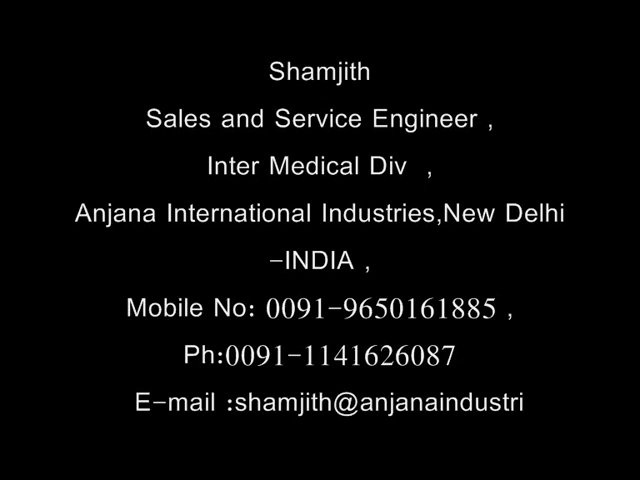 Shamjith
Sales and Service Engineer ,
Inter Medical Div ,
Anjana International Industries,New Delhi
-INDIA ,
Mobile No: 0091-9650161885 ,
Ph:0091-1141626087
E-mail :shamjith@anjanaindustri